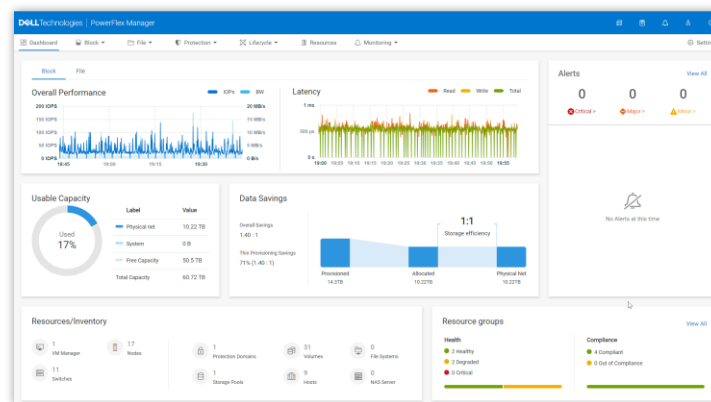 DELLTechnologies | PowerFlex Manager
Dashboard Block File Protection Lifecycle Resources Monitoring Settin
Block File
Overall Performance IOPs BW
200 IOPS 20 MB/s
150 IOPS 15 MB/s
100 IOPS 10 MB/s
50 IOPS 5 MB/s
0 IOPS 0 B/s
18:45 19:00 19:15 19:30
Latency Read Write Total
1 ms
500 µs
0 s
Alerts View All
0 0 0
Critical > Major > Minor >
No Alerts at this time
Usable Capacity
Used
17%
Label Value
Physical net 10.22 TB
System 0 B
Free Capacity 50.5 TB
Total Capacity 60.72 TB
Data Savings
Overall Savings
1.40 : 1
Thin Provisioning Savings
71% (1.40 : 1)
1:1
Storage efficiency
Provisioned Allocated Physical Net
14.3TB 10.22TB 10.22TB
Resources/Inventory
1
VM Manager
17
Nodes
11
Switches
1
Protection Domains
31
Volumes
0
File Systems
1
Storage Pools
9
Hosts
0
NAS Server
Resource groups View All
Health
2 Healthy
2 Degraded
0 Critical
Compliance
4 Compliant
0 Out of Compliance